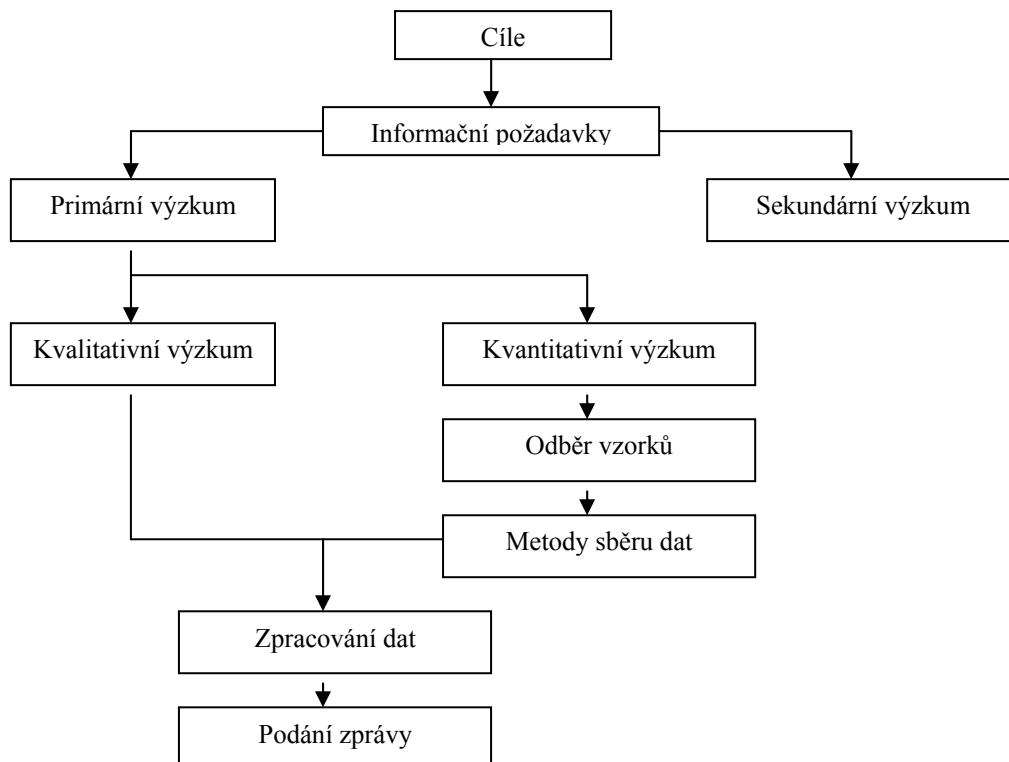 Cíle
Informační požadavky
Primární výzkum
Sekundární výzkum
Kvalitativní výzkum
Kvantitativní výzkum
Odběr vzorků
Metody sběru dat
Zpracování dat
Podání zprávy